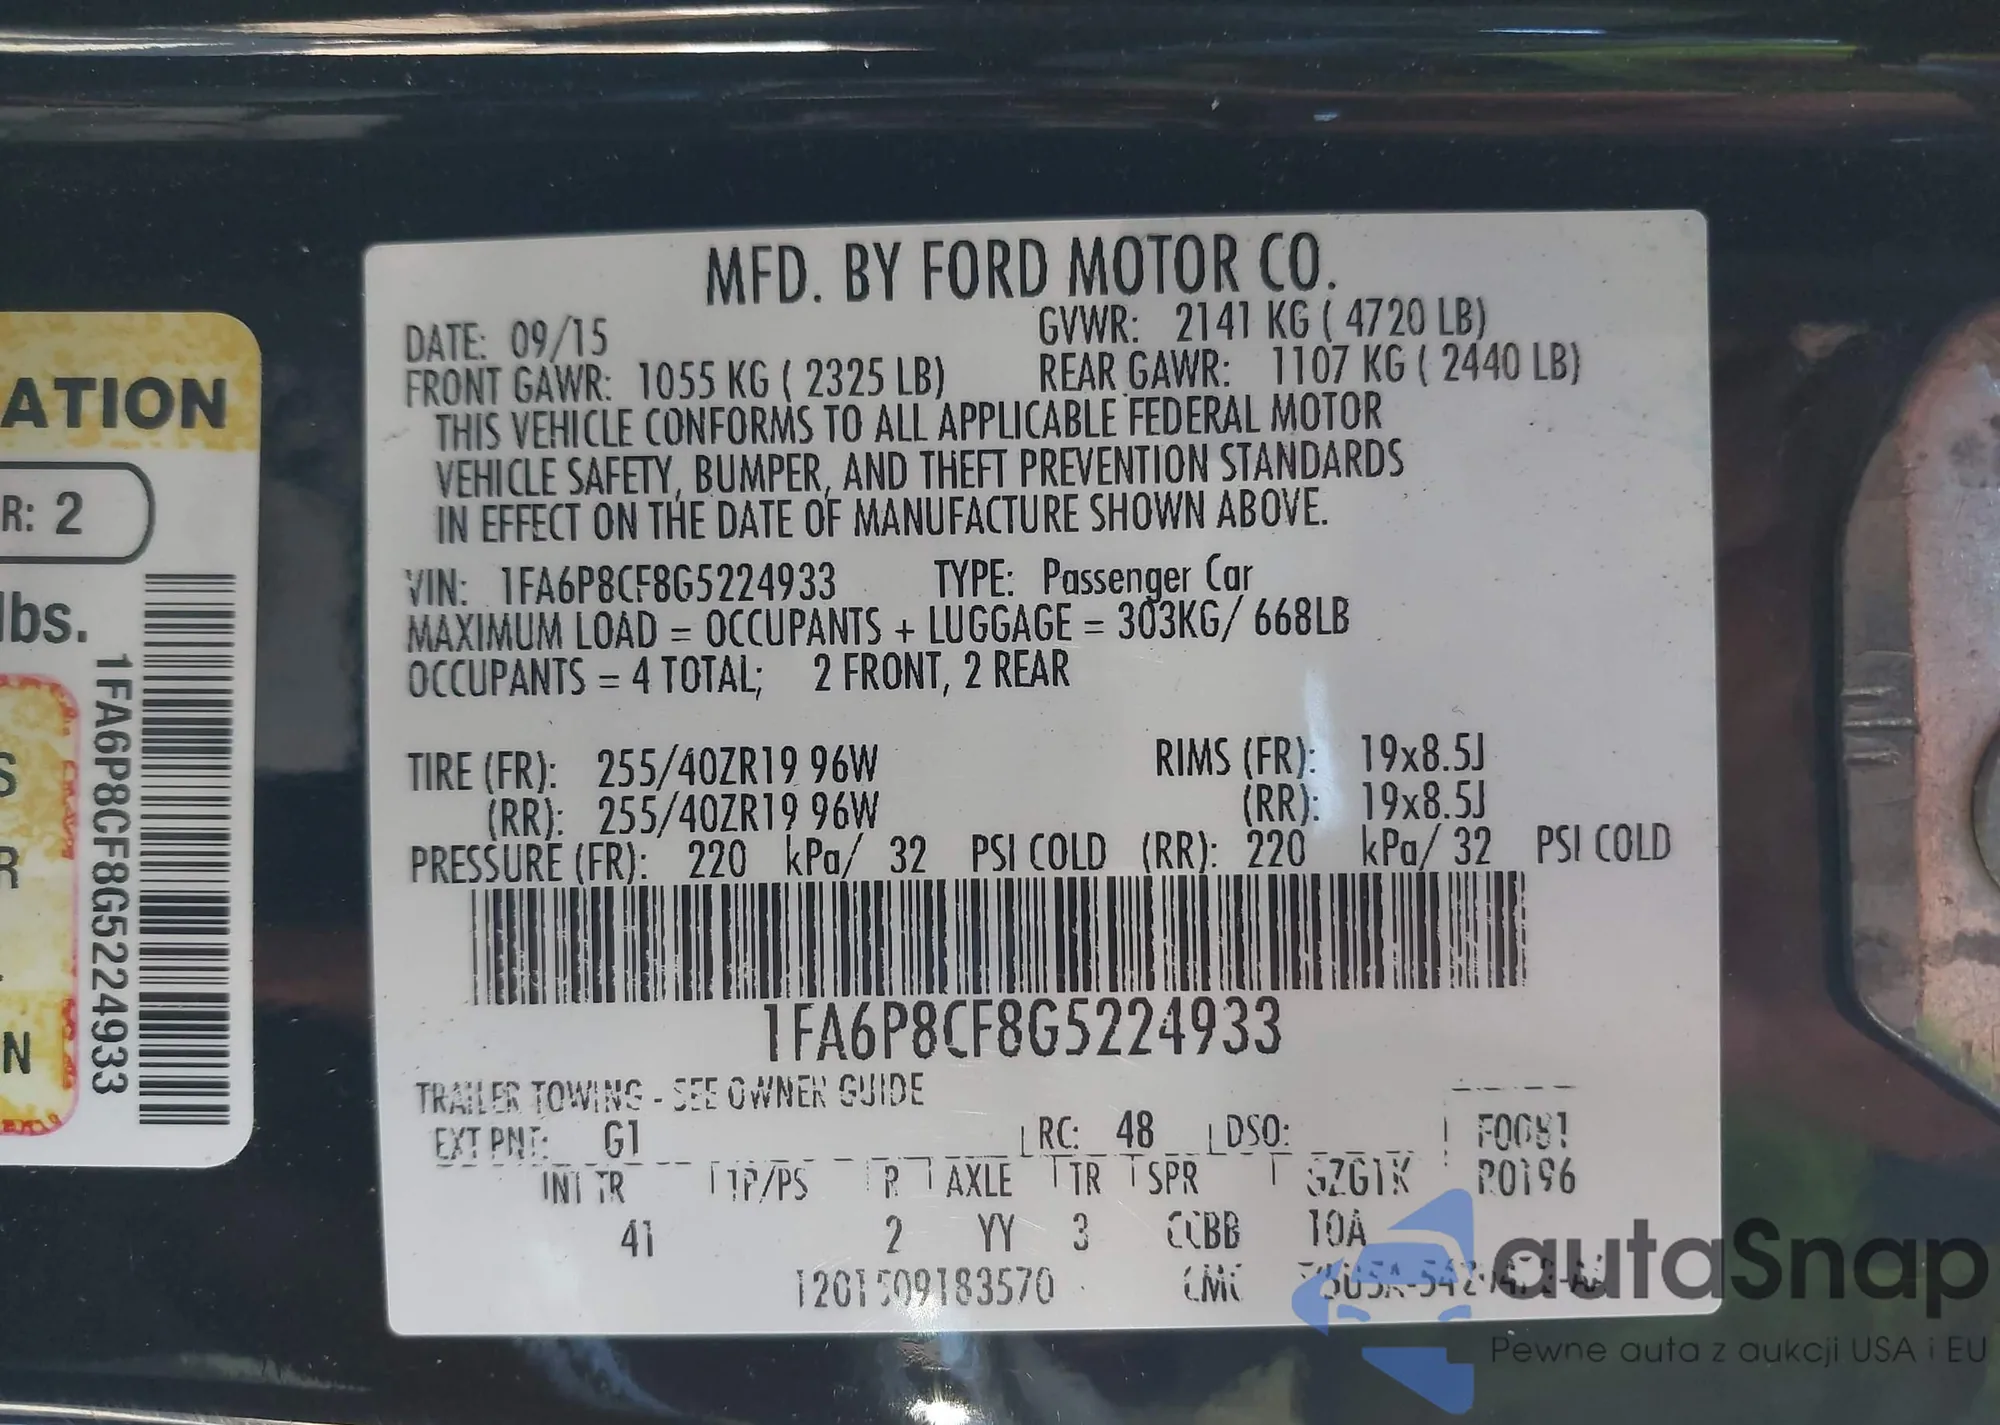 ATION
R: 2
lbs.
1FA6P8CF8G5224933
S
R
N
MFD. BY FORD MOTOR CO.
DATE: 09/15 GVWR: 2141 KG ( 4720 LB)
FRONT GAWR: 1055 KG ( 2325 LB) REAR GAWR: 1107 KG ( 2440 LB)
THIS VEHICLE CONFORMS TO ALL APPLICABLE FEDERAL MOTOR
VEHICLE SAFETY, BUMPER, AND THEFT PREVENTION STANDARDS
IN EFFECT ON THE DATE OF MANUFACTURE SHOWN ABOVE.
VIN: 1FA6P8CF8G5224933 TYPE: Passenger Car
MAXIMUM LOAD = OCCUPANTS + LUGGAGE = 303KG/ 668LB
OCCUPANTS = 4 TOTAL; 2 FRONT, 2 REAR
TIRE (FR): 255/40ZR19 96W RIMS (FR): 19x8.5J
(RR): 255/40ZR19 96W (RR): 19x8.5J
PRESSURE (FR): 220 kPa/ 32 PSI COLD (RR): 220 kPa/ 32 PSI COLD
1FA6P8CF8G5224933
TRAILER TOWING - SEE OWNER GUIDE
EXT PNT: G1 RC: 48 DSO: F0081
INT TR TP/PS R AXLE TR SPR R0196
41 2 YY 3 CCBB 10A
1201509183570
autaSnap
Pewne auta z aukcji USA i EU